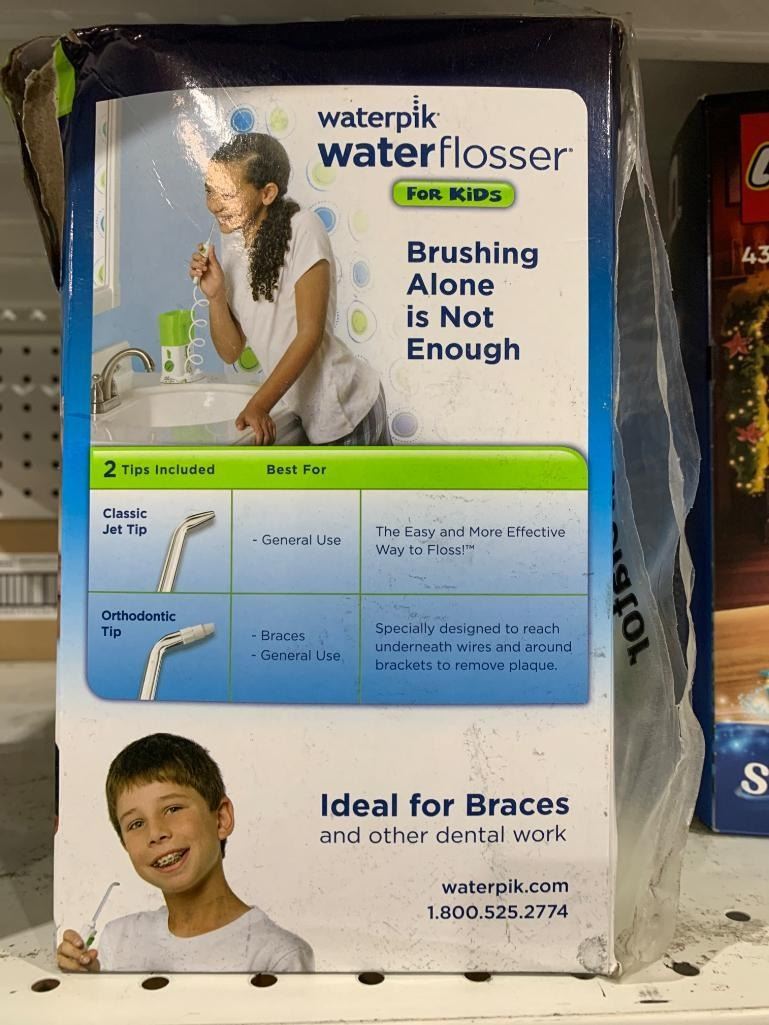 waterpik®
waterflosser®
FOR KiDS
Brushing
Alone
is Not
Enough
2 Tips Included
Best For
Classic
Jet Tip
- General Use
The Easy and More Effective
Way to Floss!™
Orthodontic
Tip
- Braces
- General Use
Specially designed to reach
underneath wires and around
brackets to remove plaque.
Ideal for Braces
and other dental work
waterpik.com
1.800.525.2774
43
S